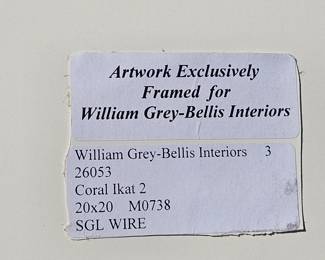 Artwork Exclusively
Framed for
William Grey-Bellis Interiors
William Grey-Bellis Interiors 3
26053
Coral Ikat 2
20x20 M0738
SGL WIRE